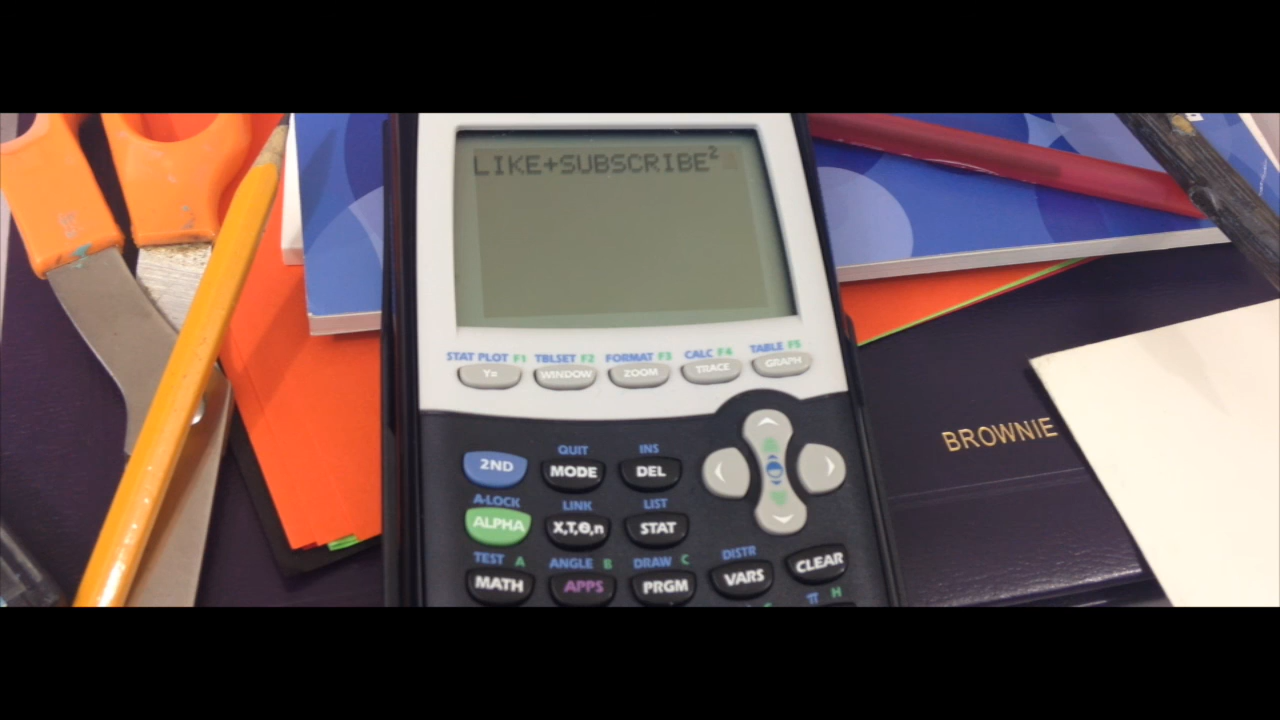 LIKE+SUBSCRIBE²
STAT PLOT F1 TBLSET F2 FORMAT F3 CALC F4 TABLE F5
Y= WINDOW ZOOM TRACE GRAPH
BROWNIE
QUIT INS
2ND MODE DEL
A-LOCK LINK LIST
ALPHA X,T,Θ,n STAT
TEST A ANGLE B DRAW C DISTR
MATH APPS PRGM VARS CLEAR
π H